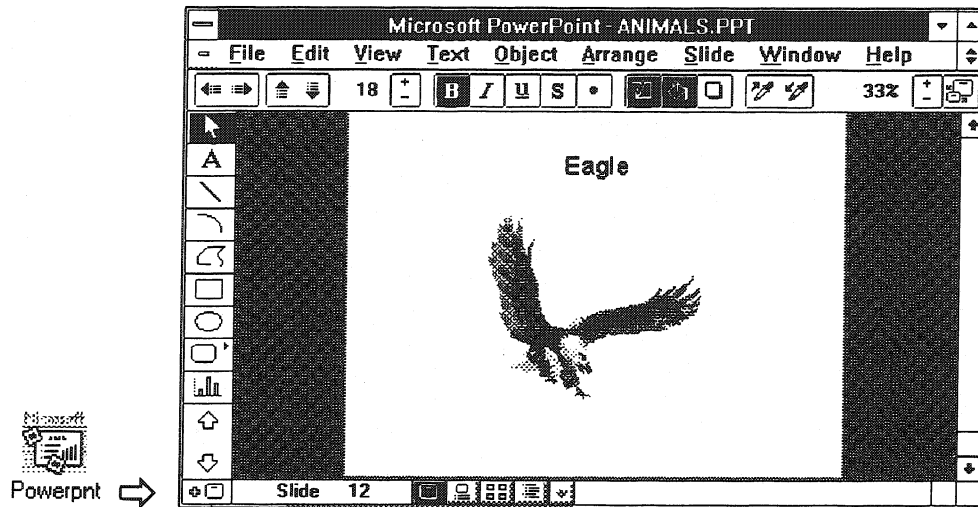 Microsoft PowerPoint - ANIMALS.PPT
File Edit View Text Object Arrange Slide Window Help
18 + - B I U S 33% + -
A
Eagle
Microsoft
Powerpnt
Slide 12